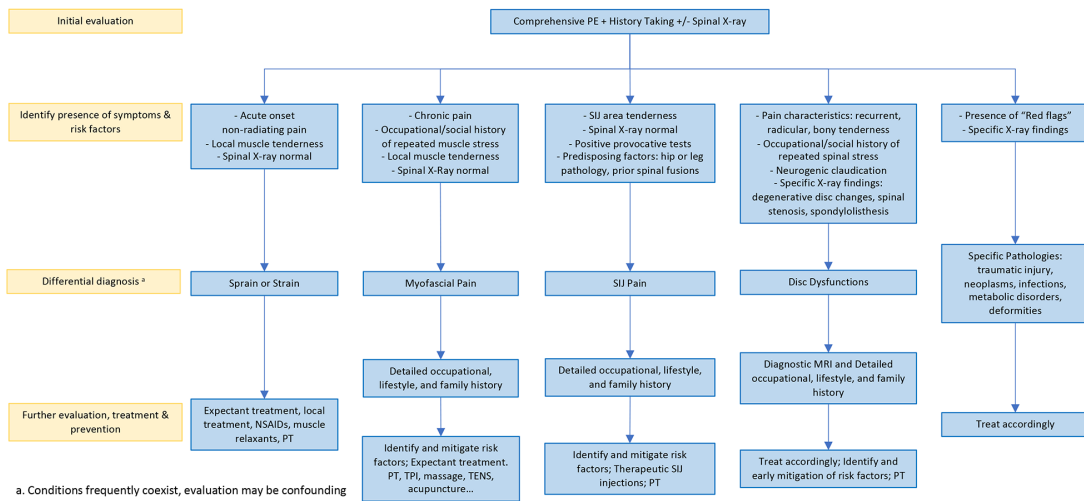 Initial evaluation
Comprehensive PE + History Taking +/- Spinal X-ray
Identify presence of symptoms &
risk factors
- Acute onset
non-radiating pain
- Local muscle tenderness
- Spinal X-ray normal
- Chronic pain
- Occupational/social history
of repeated muscle stress
- Local muscle tenderness
- Spinal X-Ray normal
- SIJ area tenderness
- Spinal X-ray normal
- Positive provocative tests
- Predisposing factors: hip or leg
pathology, prior spinal fusions
- Pain characteristics: recurrent,
radicular, bony tenderness
- Occupational/social history of
repeated spinal stress
- Neurogenic claudication
- Specific X-ray findings:
degenerative disc changes, spinal
stenosis, spondylolisthesis
- Presence of “Red flags”
- Specific X-ray findings
Differential diagnosis a
Sprain or Strain
Myofascial Pain
SIJ Pain
Disc Dysfunctions
Specific Pathologies:
traumatic injury,
neoplasms, infections,
metabolic disorders,
deformities
Detailed occupational,
lifestyle, and family
history
Detailed occupational, lifestyle,
and family history
Diagnostic MRI and Detailed
occupational, lifestyle, and family
history
Further evaluation, treatment &
prevention
Expectant treatment, local
treatment, NSAIDs, muscle
relaxants, PT
Identify and mitigate risk
factors; Expectant treatment.
PT, TPI, massage, TENS,
acupuncture...
Identify and mitigate risk
factors; Therapeutic SIJ
injections; PT
Treat accordingly; Identify and
early mitigation of risk factors; PT
Treat accordingly
a. Conditions frequently coexist, evaluation may be confounding